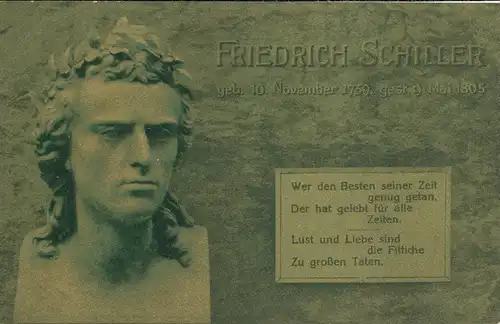 FRIEDRICH SCHILLER
geb. 10. November 1759. gest. 9. Mai 1805
Wer den Besten seiner Zeit
genug getan,
Der hat gelebt für alle
Zeiten.
Lust und Liebe sind
die Fittiche
Zu großen Taten.